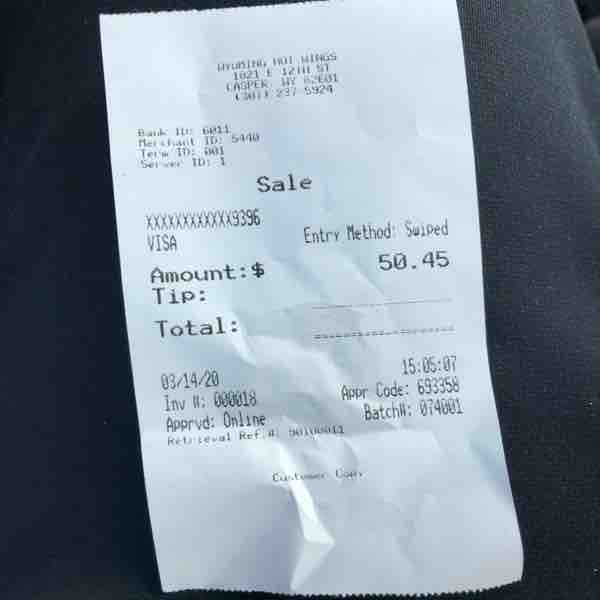 WYOMING HOT WINGS
1021 E 12TH ST
CASPER, WY 82601
(307) 237-5924
Bank ID: 6011
Merchant ID: 5440
Term ID: 001
Server ID: 1
Sale
XXXXXXXXXXXX9396
VISA Entry Method: Swiped
Amount:$ 50.45
Tip:
Total:
03/14/20 15:05:07
Inv #: 000018 Appr Code: 693358
Apprvd: Online Batch#: 074001
Retrieval Ref.#:
Customer Copy